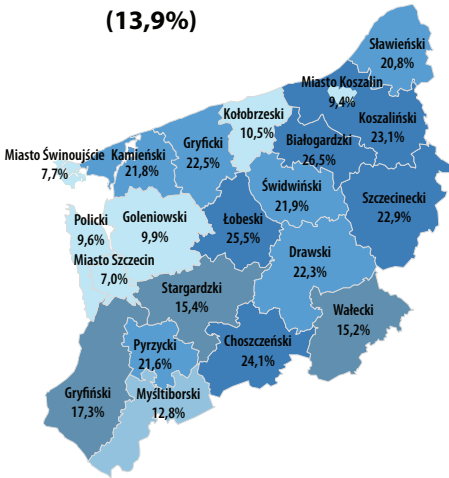 (13,9%)
Sławieński
20,8%
Miasto Koszalin
9,4%
Kołobrzeski
10,5%
Koszaliński
23,1%
Białogardzki
26,5%
Gryficki
22,5%
Miasto Świnoujście
7,7%
Kamieński
21,8%
Świdwiński
21,9%
Szczecinecki
22,9%
Policki
9,6%
Goleniowski
9,9%
Łobeski
25,5%
Miasto Szczecin
7,0%
Drawski
22,3%
Stargardzki
15,4%
Wałecki
15,2%
Pyrzycki
21,6%
Choszczeński
24,1%
Gryfiński
17,3%
Myśltiborski
12,8%